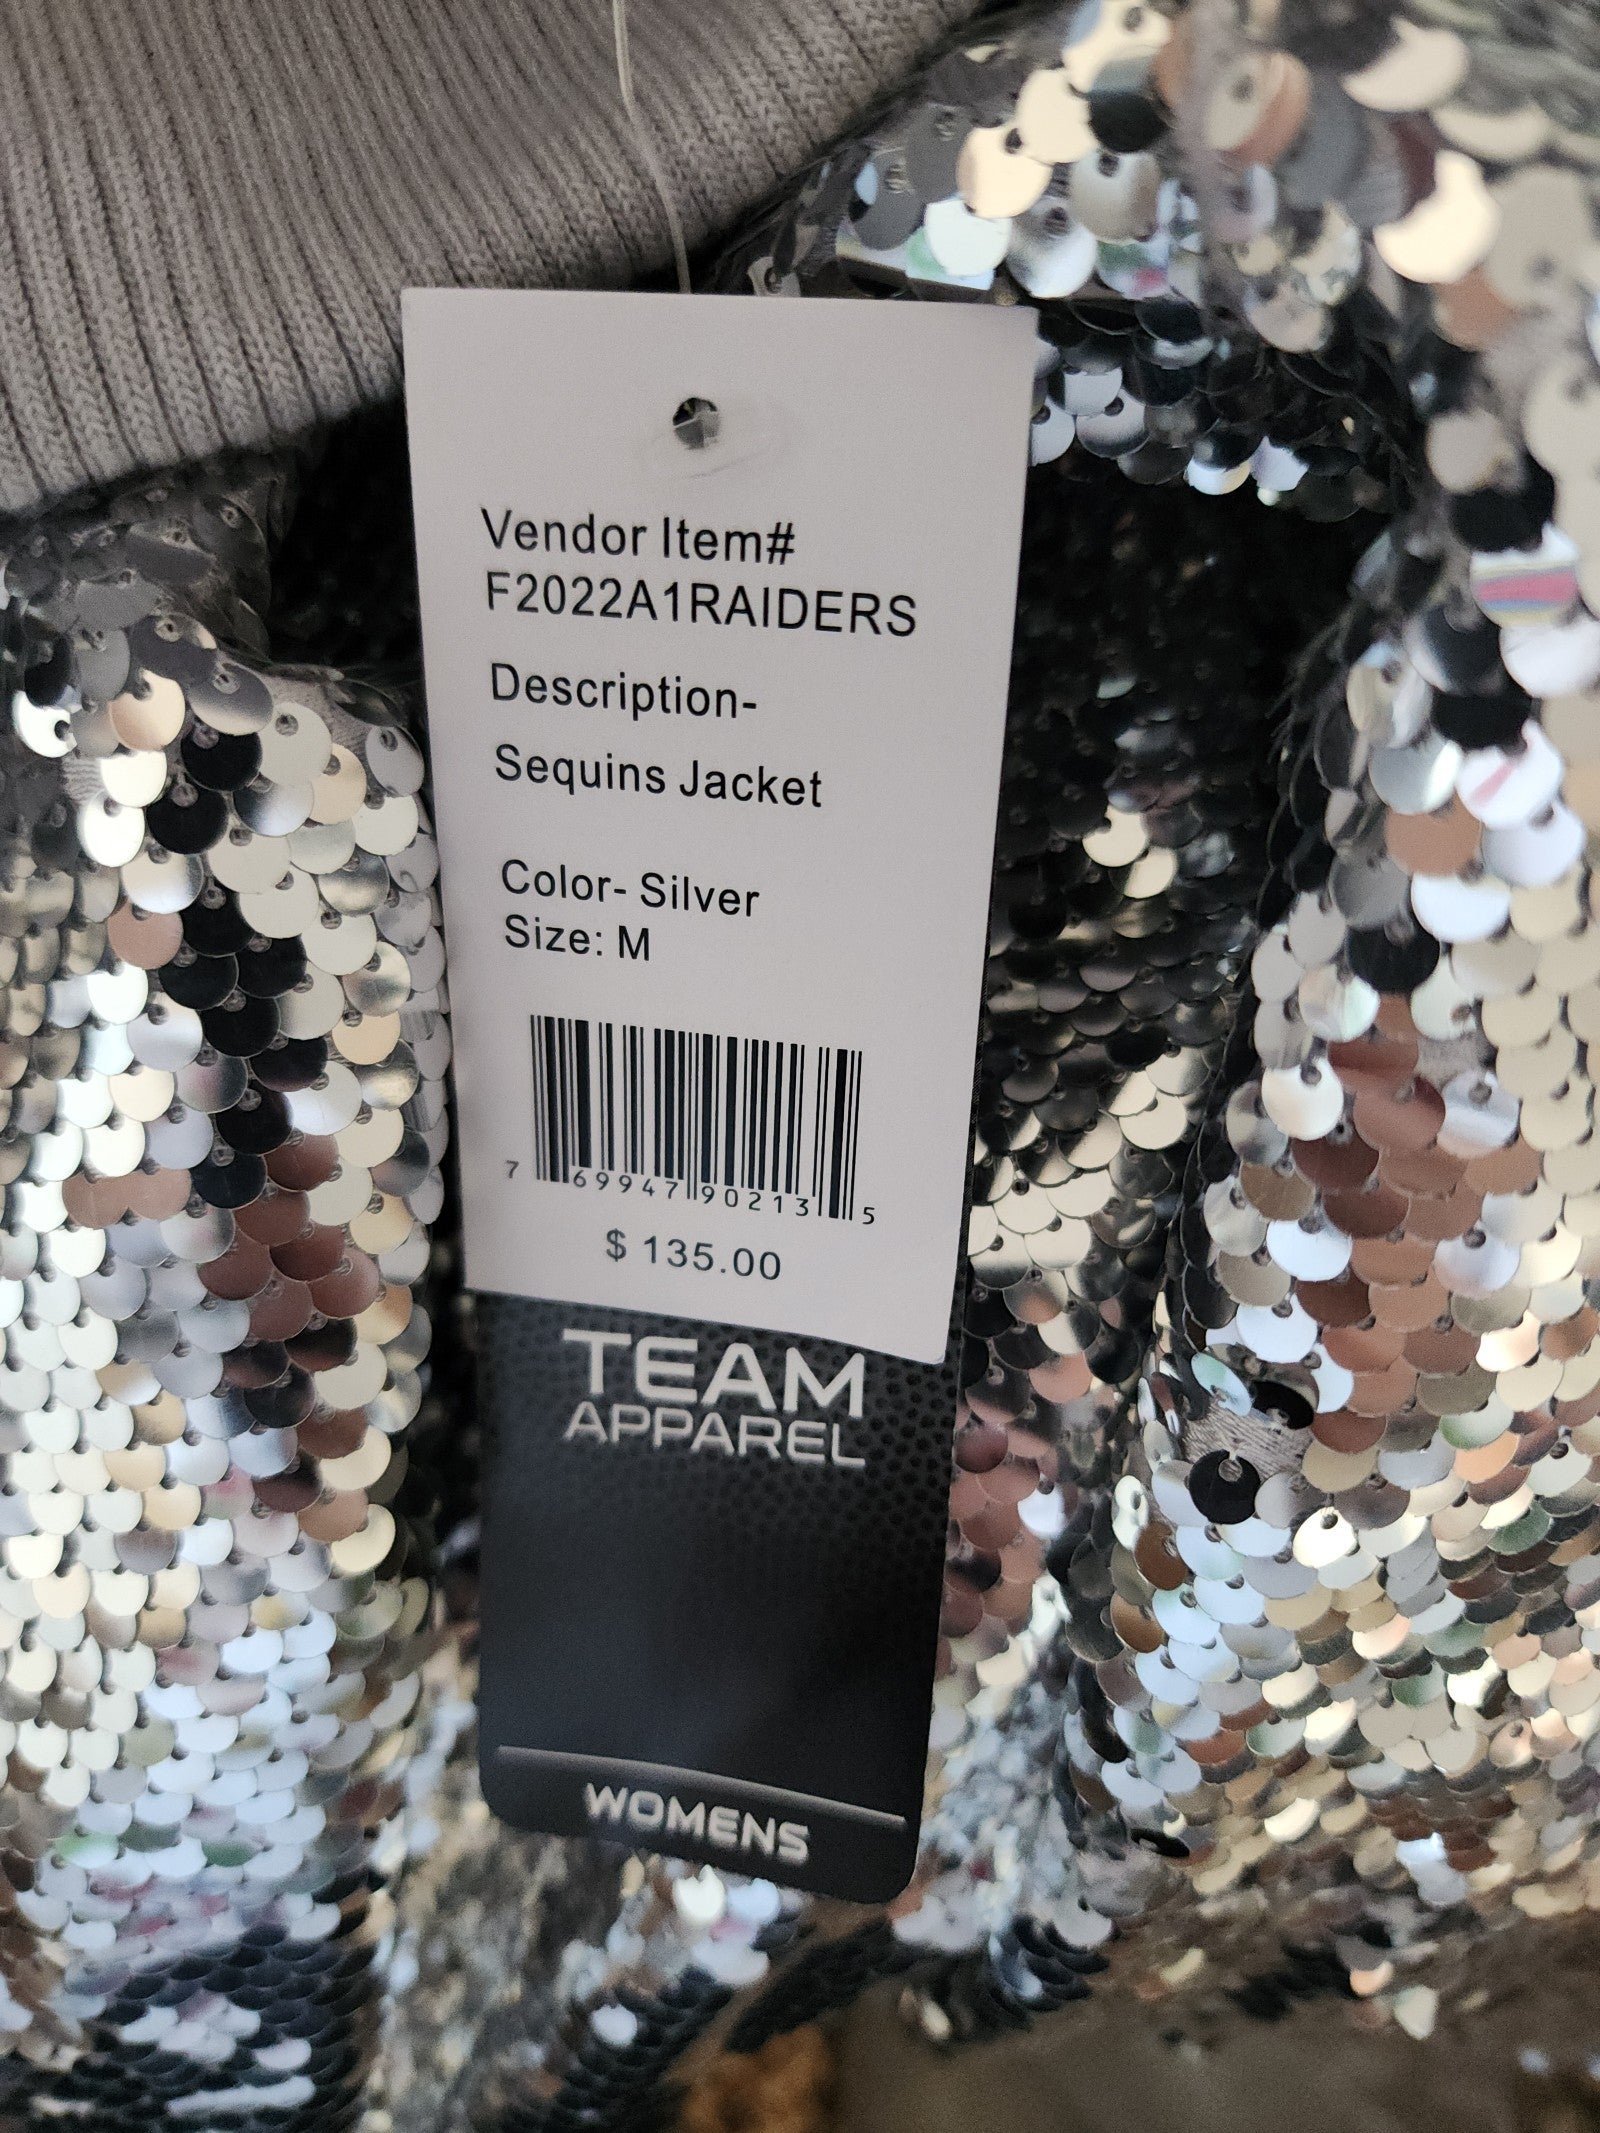 Vendor Item#
F2022A1RAIDERS
Description-
Sequins Jacket
Color- Silver
Size: M
7 69947 90213 5
$ 135.00
TEAM
APPAREL
WOMENS